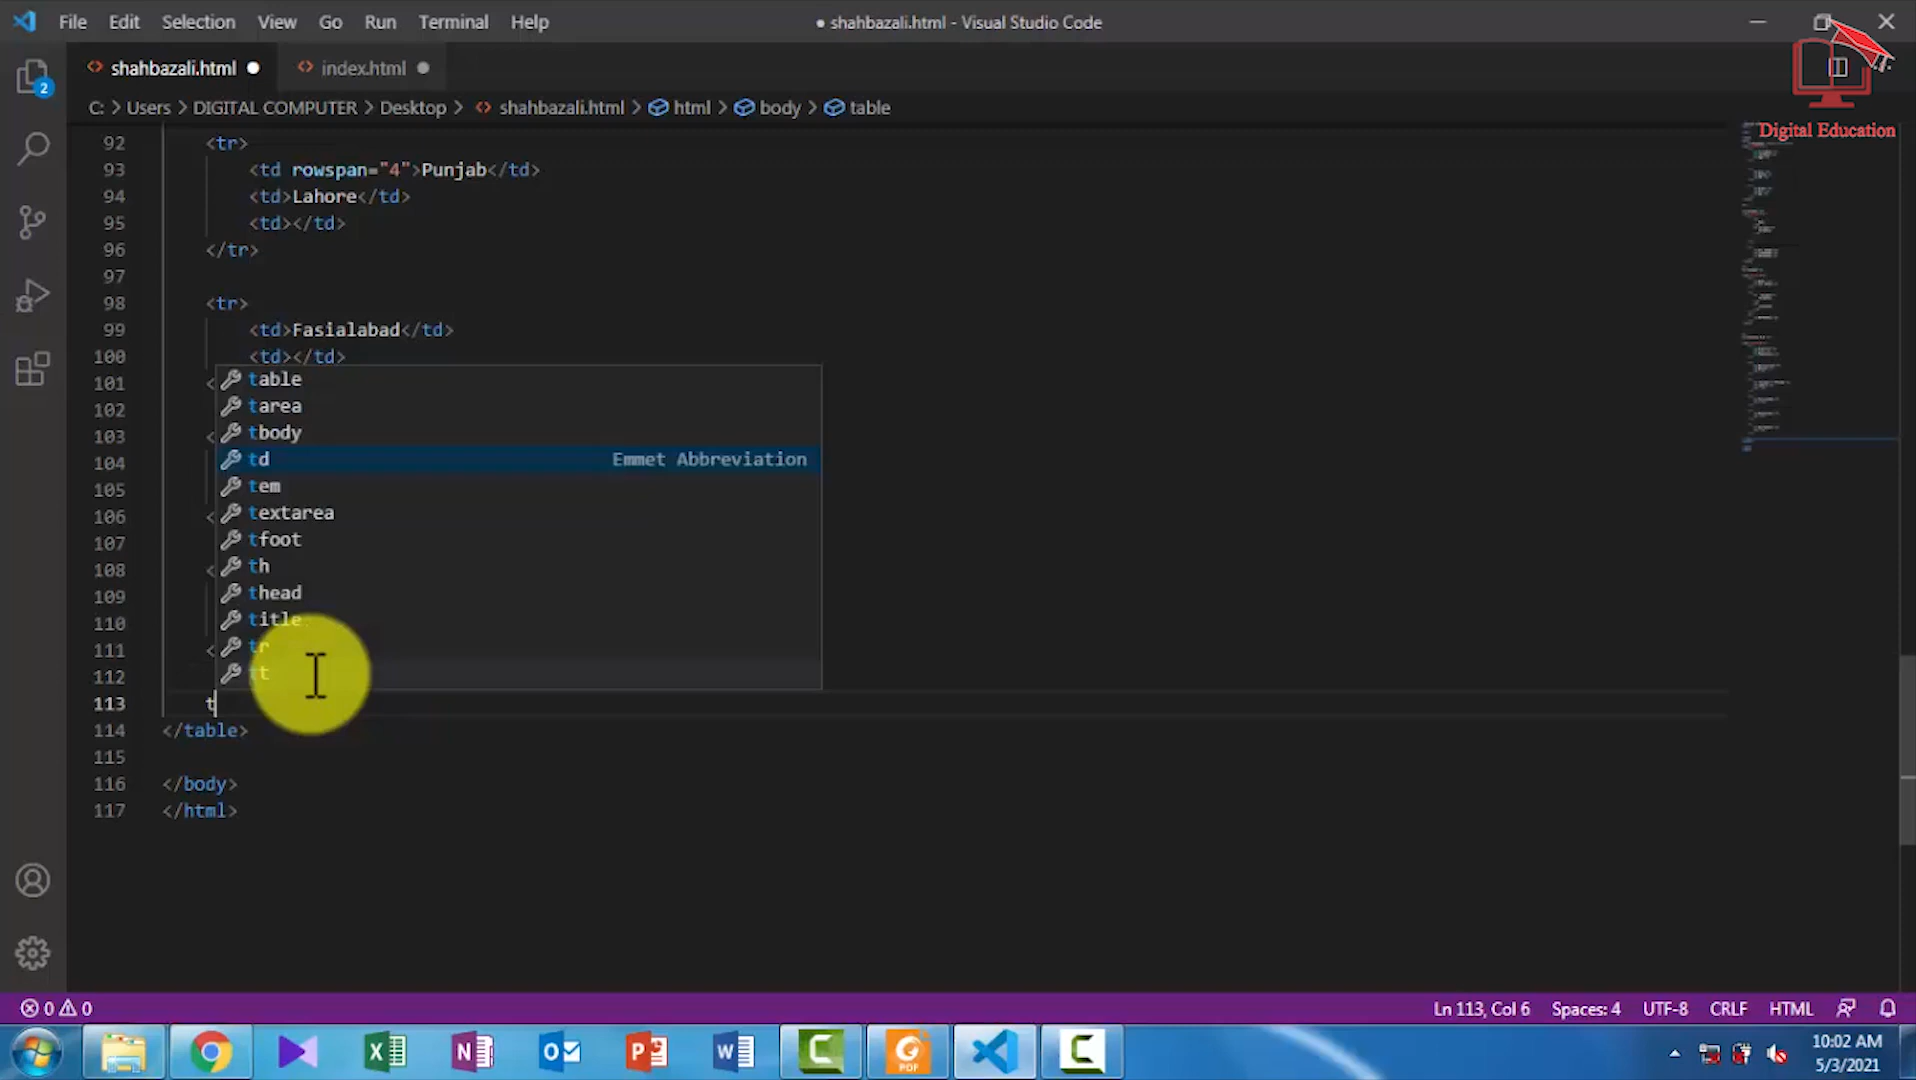 File Edit Selection View Go Run Terminal Help
● shahbazali.html - Visual Studio Code
shahbazali.html ● index.html ●
Digital Education
C: > Users > DIGITAL COMPUTER > Desktop > shahbazali.html > html > body > table
2
92 <tr>
93 <td rowspan="4">Punjab</td>
94 <td>Lahore</td>
95 <td></td>
96 </tr>
97
98 <tr>
99 <td>Fasialabad</td>
100 <td></td>
101 <
102
103 <
104
105
106 <
107
108 <
109
110
111 <
112
113 t
114 </table>
115
116 </body>
117 </html>
table
tarea
tbody
td Emmet Abbreviation
tem
textarea
tfoot
th
thead
title
tr
tt
0 0
Ln 113, Col 6 Spaces: 4 UTF-8 CRLF HTML
10:02 AM
5/3/2021